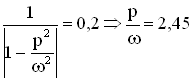 1/|1 − p²/ω²| = 0,2 ⇒ p/ω = 2,45